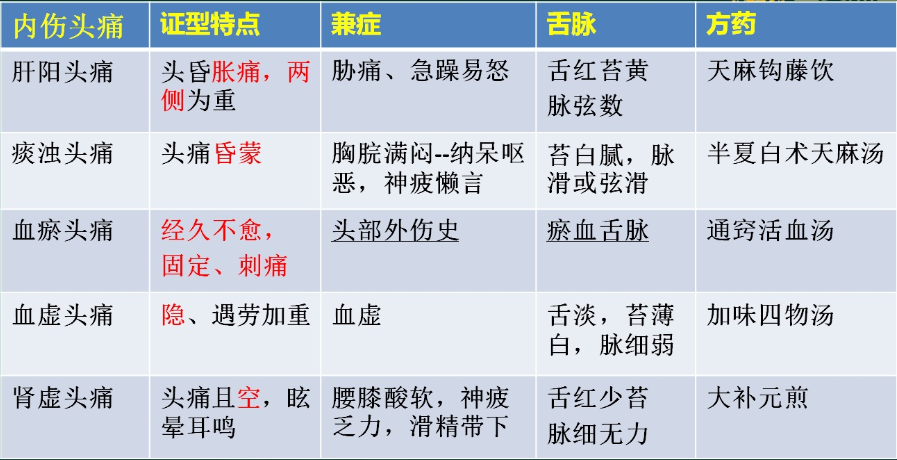 内伤头痛 证型特点 兼症 舌脉 方药
肝阳头痛 头昏胀痛，两侧为重 胁痛、急躁易怒 舌红苔黄 脉弦数 天麻钩藤饮
痰浊头痛 头痛昏蒙 胸脘满闷--纳呆呕恶，神疲懒言 苔白腻，脉滑或弦滑 半夏白术天麻汤
血瘀头痛 经久不愈，固定、刺痛 头部外伤史 瘀血舌脉 通窍活血汤
血虚头痛 隐、遇劳加重 血虚 舌淡，苔薄白，脉细弱 加味四物汤
肾虚头痛 头痛且空，眩晕耳鸣 腰膝酸软，神疲乏力，滑精带下 舌红少苔 脉细无力 大补元煎